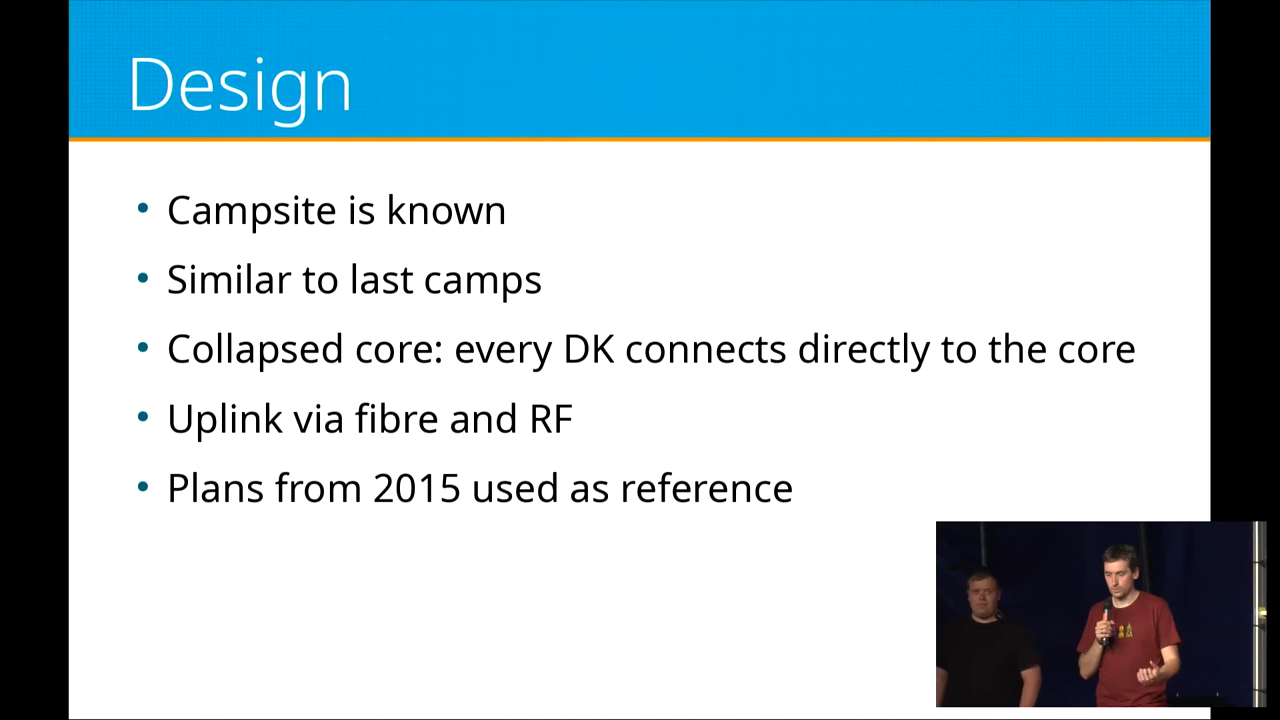 Design
Campsite is known
Similar to last camps
Collapsed core: every DK connects directly to the core
Uplink via fibre and RF
Plans from 2015 used as reference